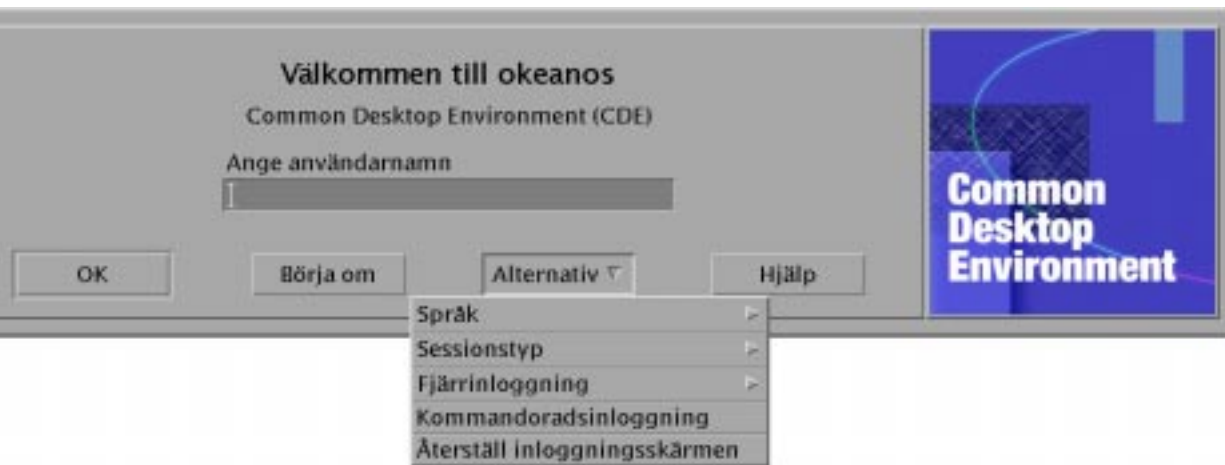 Välkommen till okeanos
Common Desktop Environment (CDE)
Ange användarnamn
OK
Börja om
Alternativ
Hjälp
Språk
Sessionstyp
Fjärrinloggning
Kommandoradsinloggning
Återställ inloggningsskärmen
Common
Desktop
Environment